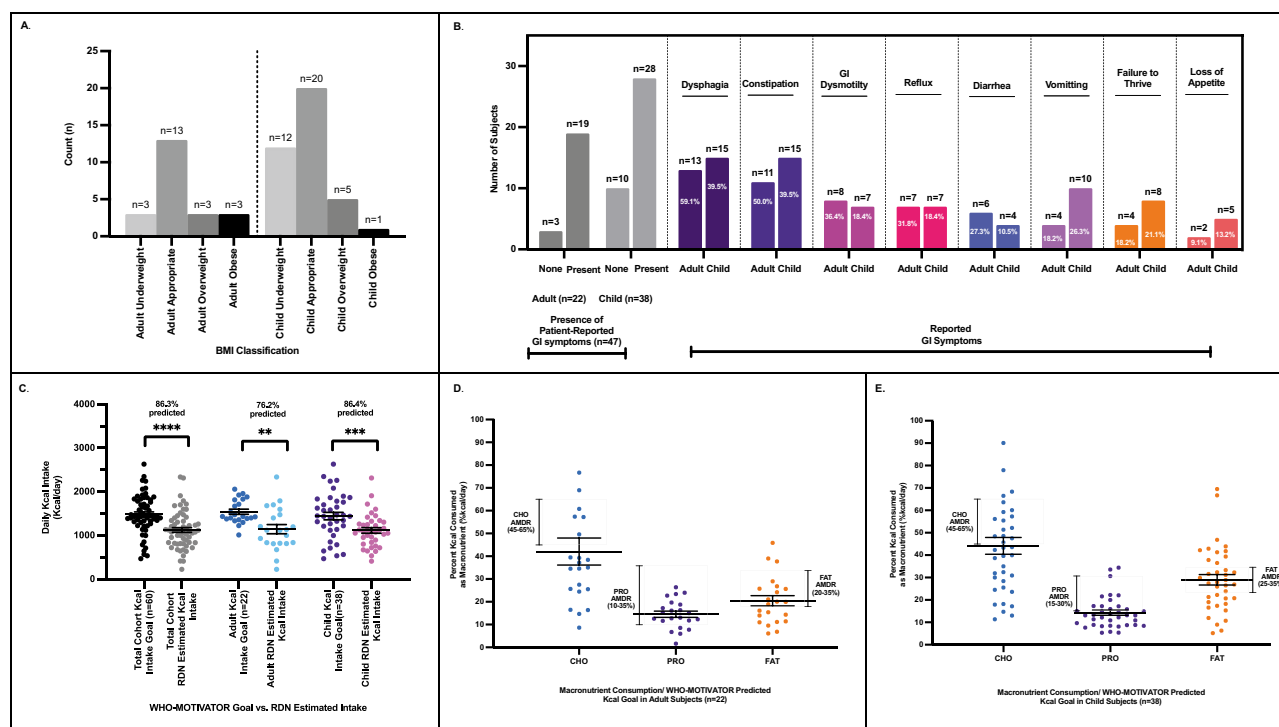 A.
25
20
15
10
5
0
Count (n)
n=3
n=13
n=3
n=3
n=12
n=20
n=5
n=1
Adult Underweight
Adult Appropriate
Adult Overweight
Adult Obese
Child Underweight
Child Appropriate
Child Overweight
Child Obese
BMI Classification
B.
30
20
10
0
Number of Subjects
n=3
n=19
n=10
n=28
Dysphagia
Constipation
GI
Dysmotilty
Reflux
Diarrhea
Vomitting
Failure to
Thrive
Loss of
Appetite
n=13
n=15
59.1%
39.5%
n=11
n=15
50.0%
39.5%
n=8
n=7
36.4%
18.4%
n=7
n=7
31.8%
18.4%
n=6
n=4
27.3%
10.5%
n=4
n=10
18.2%
26.3%
n=4
n=8
18.2%
21.1%
n=2
n=5
9.1%
13.2%
None Present
None Present
Adult Child
Adult Child
Adult Child
Adult Child
Adult Child
Adult Child
Adult Child
Adult Child
Adult (n=22)
Child (n=38)
Presence of
Patient-Reported
GI symptoms (n=47)
Reported
GI Symptoms
C.
86.3%
predicted
76.2%
predicted
86.4%
predicted
****
**
***
4000
3000
2000
1000
0
Daily Kcal Intake
(Kcal/day)
Total Cohort Kcal
Intake Goal (n=60)
Total Cohort
RDN Estimated Kcal
Intake
Adult Kcal
Intake Goal (n=22)
Adult RDN Estimated
Kcal Intake
Child Kcal
Intake Goal(n=38)
Child RDN Estimated
Kcal Intake
WHO-MOTIVATOR Goal vs. RDN Estimated Intake
D.
100
90
80
70
60
50
40
30
20
10
0
Percent Kcal Consumed
as Macronutrient (%kcal/day)
CHO
AMDR
(45-65%)
PRO
AMDR
(10-35%)
FAT
AMDR
(20-35%)
CHO
PRO
FAT
Macronutrient Consumption/ WHO-MOTIVATOR Predicted
Kcal Goal in Adult Subjects (n=22)
E.
100
90
80
70
60
50
40
30
20
10
0
Percent Kcal Consumed
as Macronutrient (%kcal/day)
CHO
AMDR
(45-65%)
PRO
AMDR
(15-30%)
FAT
AMDR
(25-35%
CHO
PRO
FAT
Macronutrient Consumption/ WHO-MOTIVATOR Predicted
Kcal Goal in Child Subjects (n=38)